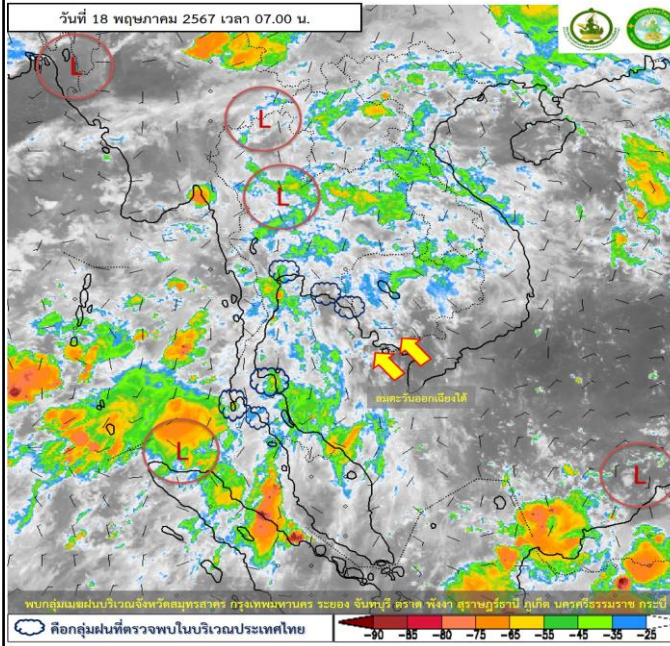 วันที่ 18 พฤษภาคม 2567 เวลา 07.00 น.
L
L
L
ลมตะวันออกเฉียงใต้
L
L
พบกลุ่มเมฆฝนบริเวณจังหวัดสมุทรสาคร กรุงเทพมหานคร ระยอง จันทบุรี ตราด พังงา สุราษฎร์ธานี ภูเก็ต นครศรีธรรมราช กระบี่
คือกลุ่มฝนที่ตรวจพบในบริเวณประเทศไทย
-90 -85 -80 -75 -65 -55 -45 -35 -25